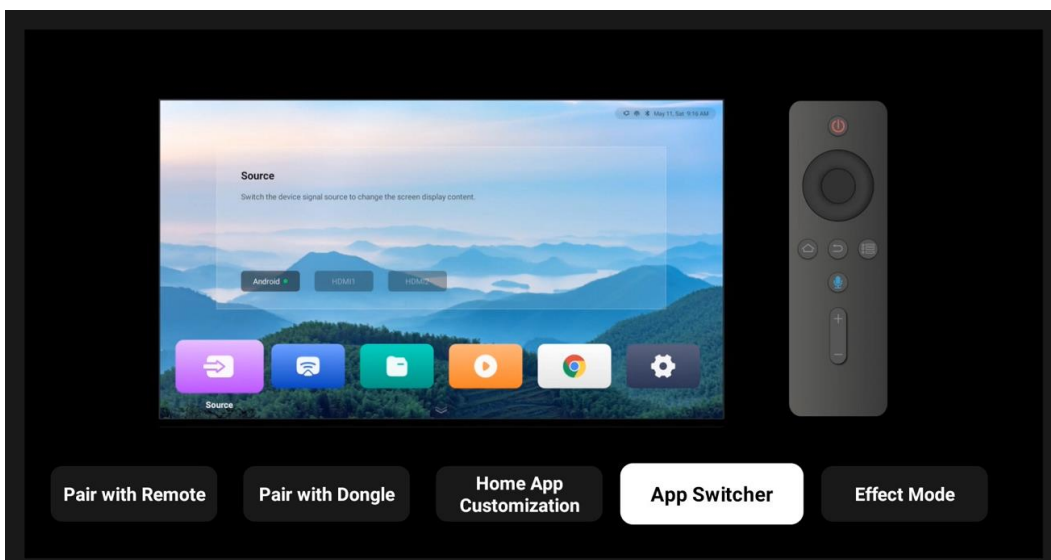 May 11, Sat 9:16 AM
Source
Switch the device signal source to change the screen display content.
Android
HDMI1
HDMI2
Source
Pair with Remote
Pair with Dongle
Home App
Customization
App Switcher
Effect Mode